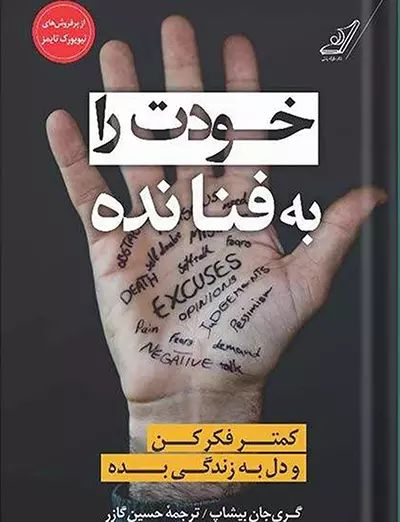 از پرفروش‌های
نیویورک تایمز
خودت را
به فنا نده
OBSTAC
self doubt
fears
DEATH
self-talk
EXCUSES
OPINIONS
JUDGEMENTS
Pessimism
Pain
fears
demand
NEGATIVE talk
کمتر فکر کن
و دل به زندگی بده
گری جان بیشاپ / ترجمهٔ حسین گازر